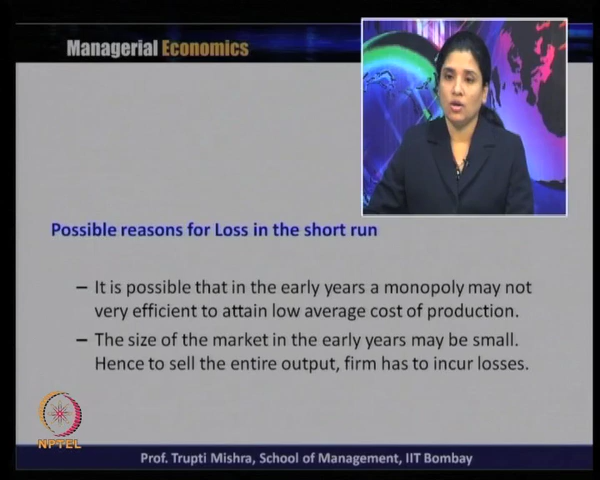 Managerial Economics
Possible reasons for Loss in the short run
– It is possible that in the early years a monopoly may not
very efficient to attain low average cost of production.
– The size of the market in the early years may be small.
Hence to sell the entire output, firm has to incur losses.
NPTEL
Prof. Trupti Mishra, School of Management, IIT Bombay